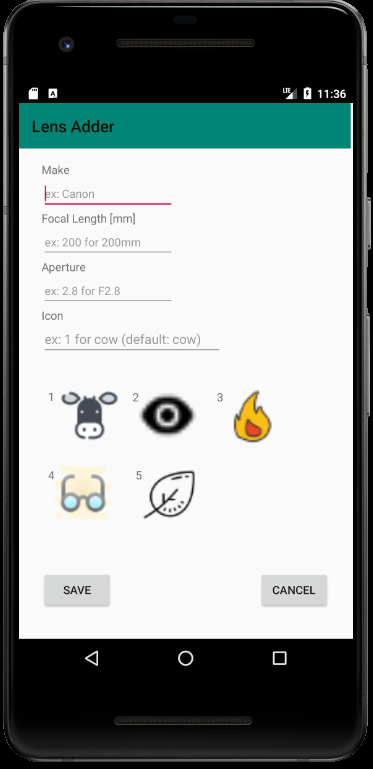 LTE 11:36
Lens Adder
Make
ex: Canon
Focal Length [mm]
ex: 200 for 200mm
Aperture
ex: 2.8 for F2.8
Icon
ex: 1 for cow (default: cow)
1 2 3
4 5
SAVE CANCEL